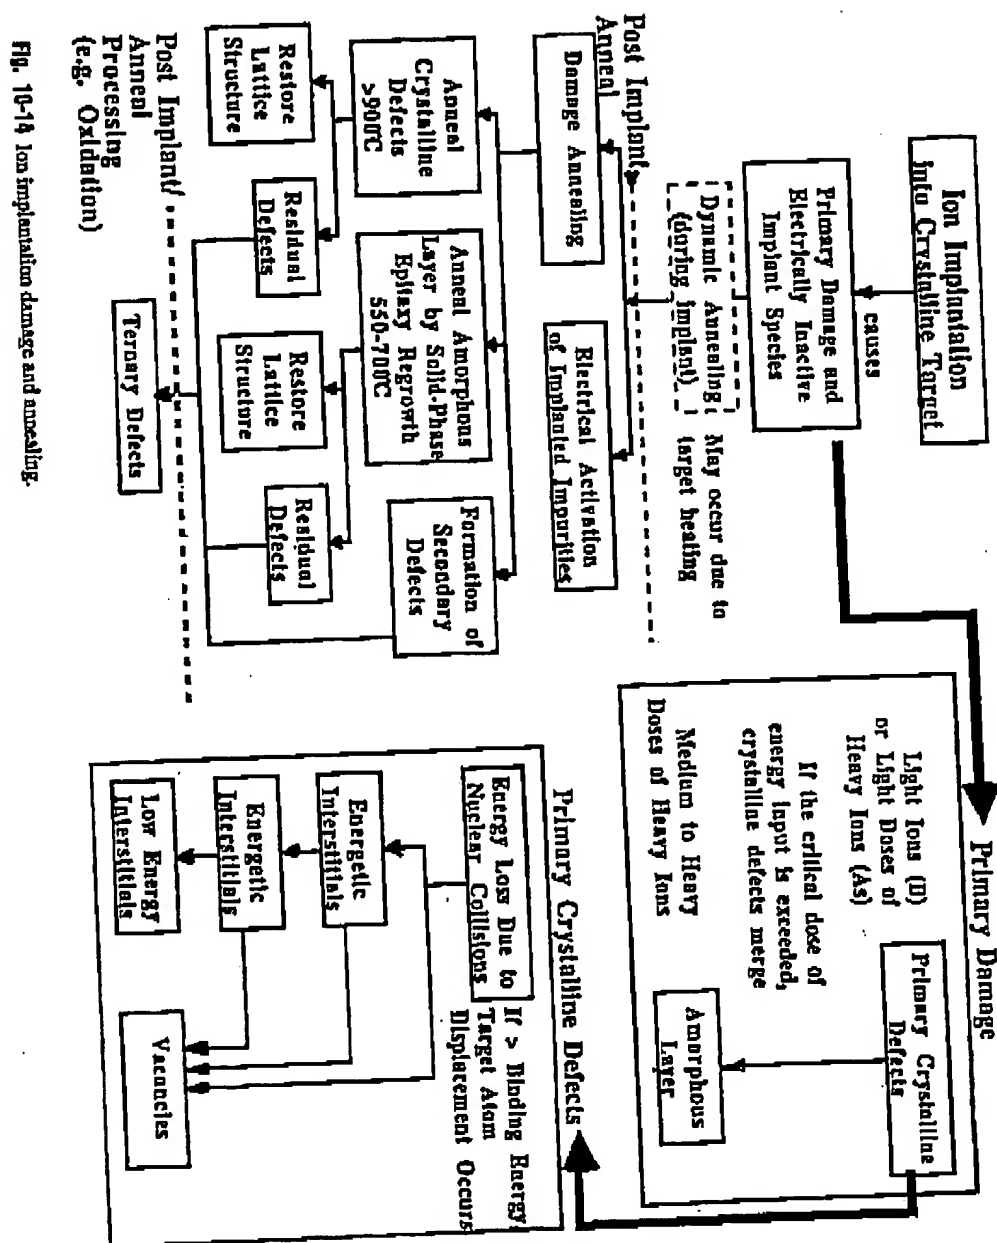 Ion Implantation
into Crystalline Target
causes
Primary Damage and
Electrically Inactive
Implant Species
Dynamic Annealing
(during implant)
May occur due to
target heating
Post Implant
Anneal
Damage Annealing
Electrical Activation
of Implanted Impurities
Anneal
Crystalline
Defects
>900℃
Anneal Amorphous
Layer by Solid-Phase
Epitaxy Regrowth
550-700℃
Formation of
Secondary
Defects
Restore
Lattice
Structure
Residual
Defects
Restore
Lattice
Structure
Residual
Defects
Post Implant/
Anneal
Processing
(e.g. Oxidation)
Ternary Defects
Primary Damage
Light Ions (B)
or Light Doses of
Heavy Ions (As)
Primary Crystalline
Defects
If the critical dose of
energy input is exceeded,
crystalline defects merge
Medium to Heavy
Doses of Heavy Ions
Amorphous
Layer
Primary Crystalline Defects
Energy Loss Due to
Nuclear Collisions
If > Binding Energy
Target Atom
Displacement Occurs
Energetic
Interstitials
Energetic
Interstitials
Low Energy
Interstitials
Vacancies
Fig. 10-14 Ion implantation damage and annealing.